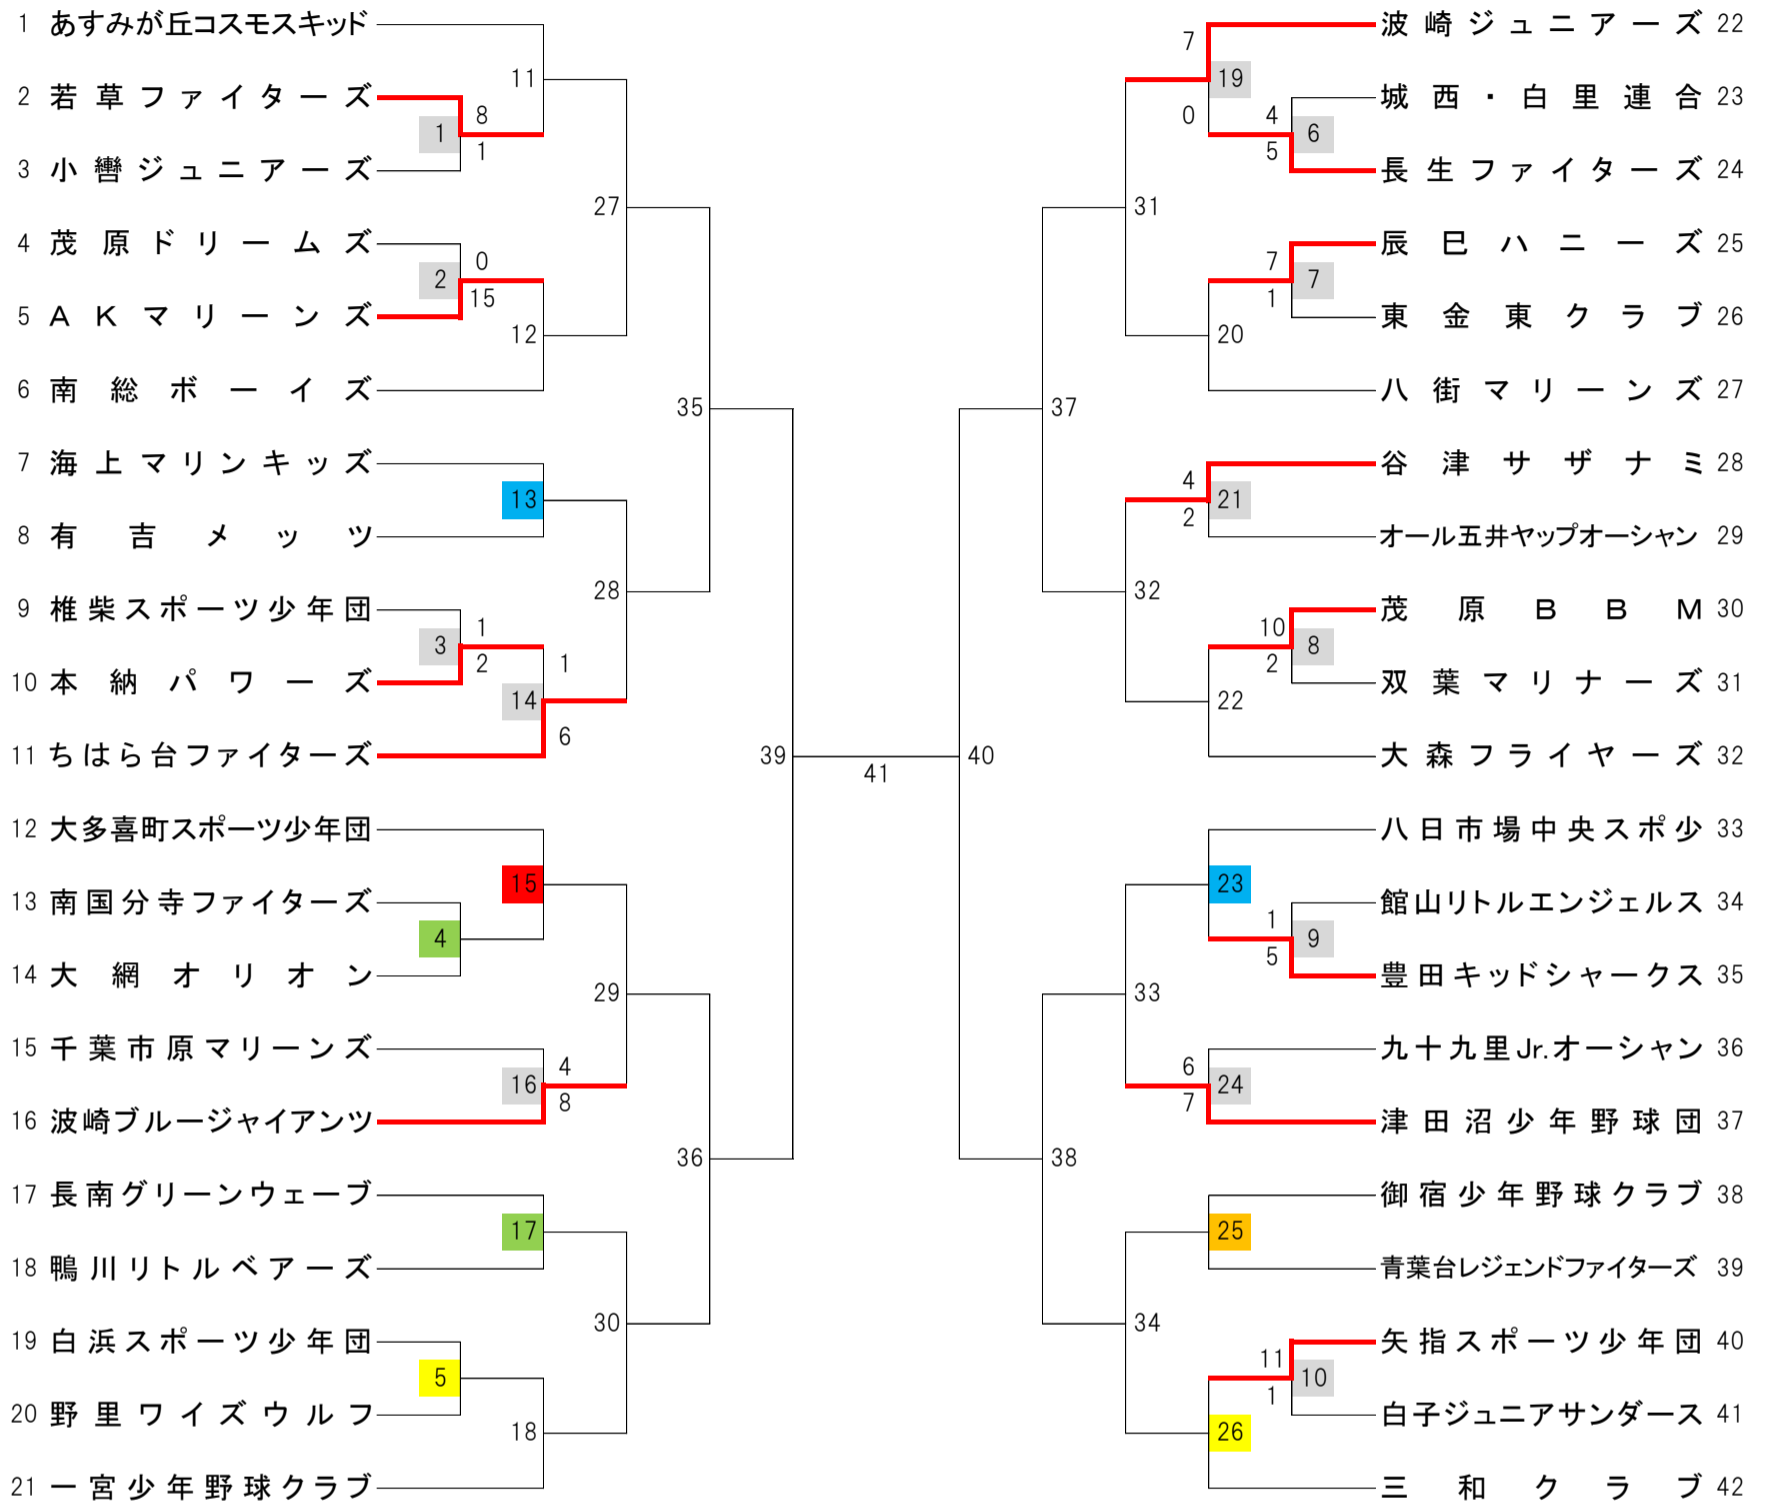 1 あすみが丘コスモスキッド
11
2 若草ファイターズ
8
1
1
3 小轡ジュニアーズ
27
4 茂原ドリームズ
0
2
15
5 AKマリーンズ
12
6 南総ボーイズ
35
7 海上マリンキッズ
13
8 有吉メッツ
28
9 椎柴スポーツ少年団
1
3
2
1
10 本納パワーズ
14
6
11 ちはら台ファイターズ
39
41
12 大多喜町スポーツ少年団
15
13 南国分寺ファイターズ
4
14 大網オリオン
29
15 千葉市原マリーンズ
4
16
8
16 波崎ブルージャイアンツ
36
17 長南グリーンウェーブ
17
18 鴨川リトルベアーズ
30
19 白浜スポーツ少年団
5
20 野里ワイズウルフ
18
21 一宮少年野球クラブ
波崎ジュニアーズ 22
7
19
0
城西・白里連合 23
4
6
5
長生ファイターズ 24
31
辰巳ハニーズ 25
7
7
1
東金東クラブ 26
20
八街マリーンズ 27
37
谷津サザナミ 28
4
21
2
オール五井ヤップオーシャン 29
32
茂原BBM 30
10
8
2
双葉マリナーズ 31
22
大森フライヤーズ 32
40
八日市場中央スポ少 33
23
館山リトルエンジェルス 34
1
9
5
豊田キッドシャークス 35
33
九十九里Jr.オーシャン 36
6
24
7
津田沼少年野球団 37
38
御宿少年野球クラブ 38
25
青葉台レジェンドファイターズ 39
34
矢指スポーツ少年団 40
11
10
1
白子ジュニアサンダース 41
26
三和クラブ 42